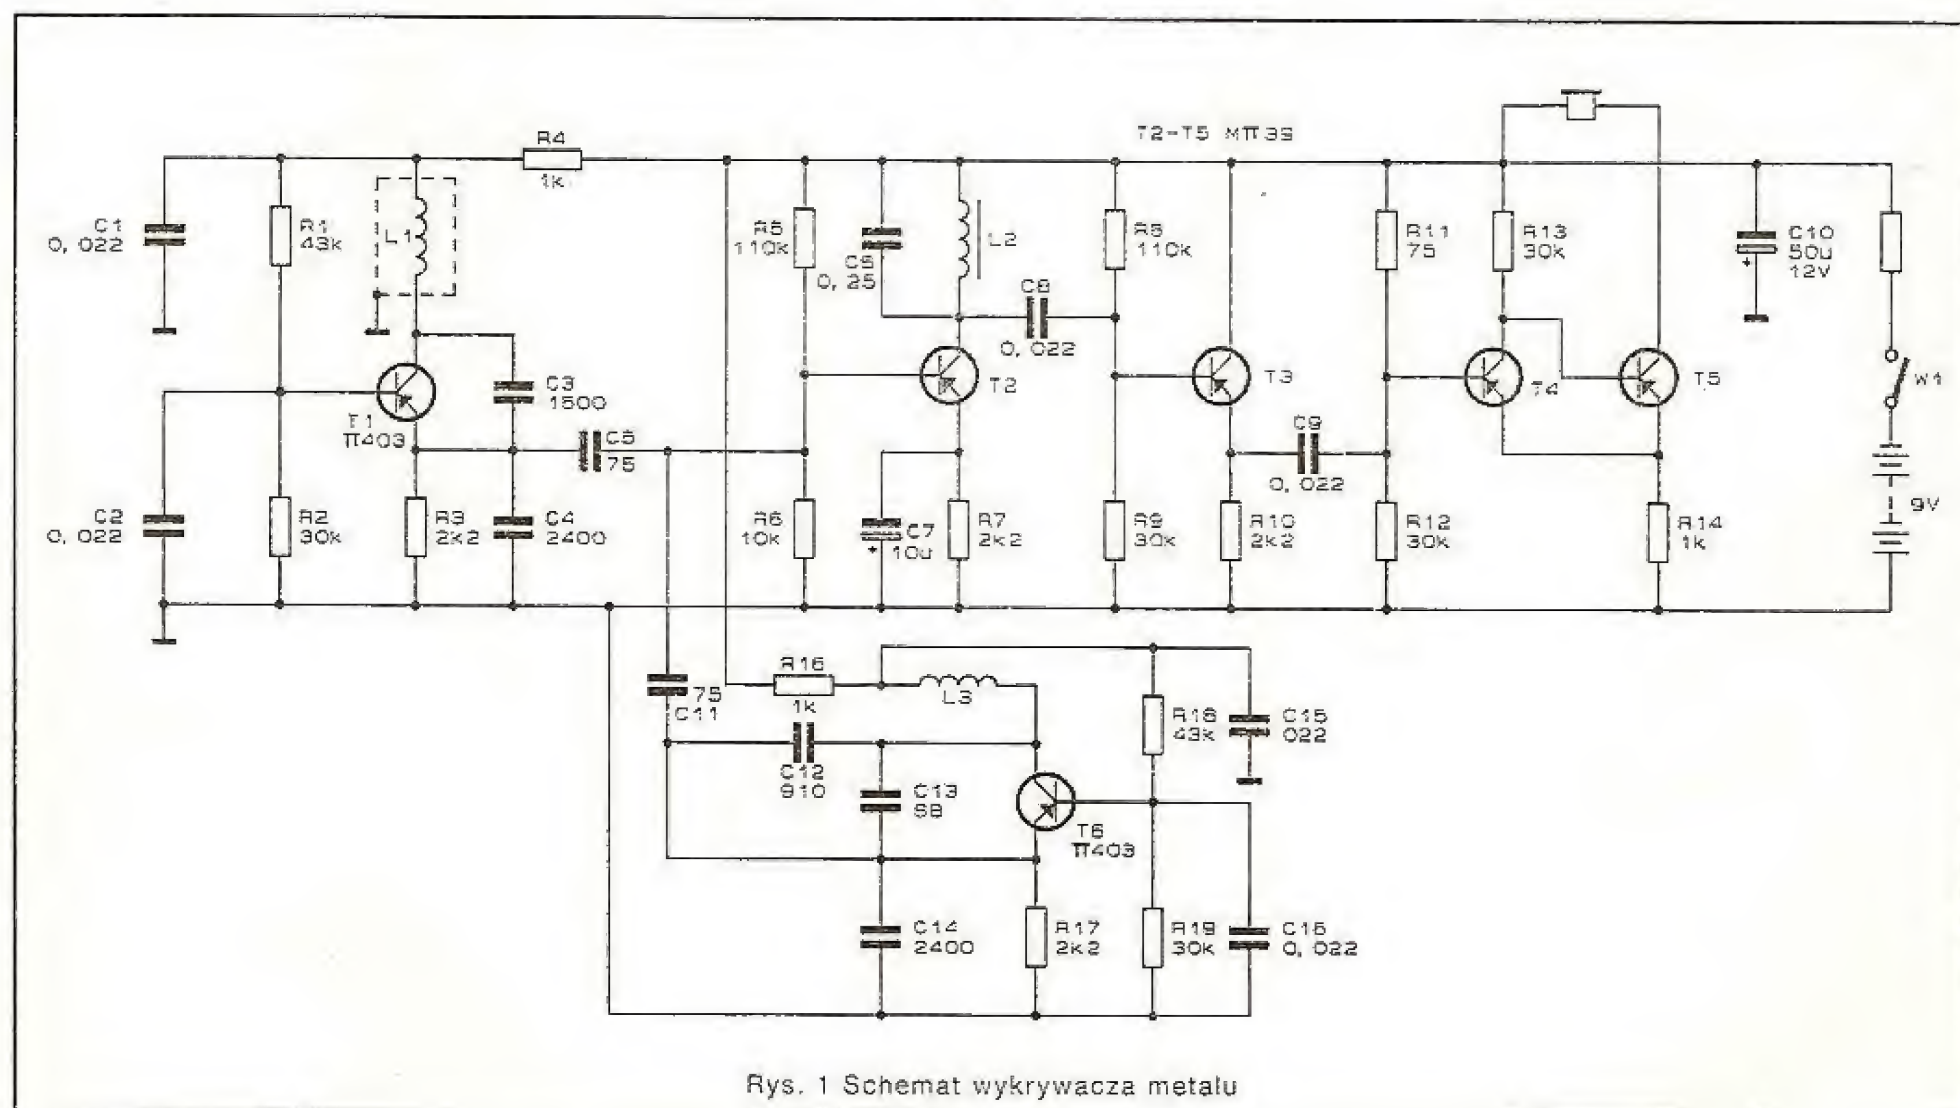 R4
1k
T2-T5 МП39
C1
0,022
R1
43k
L1
R5
110k
C6
0,25
L2
C8
0,022
R8
110k
R11
75
R13
30k
C10
50u
12V
C3
1500
T1
П403
C5
75
T2
T3
C9
0,022
T4
T5
W1
C2
0,022
R2
30k
R3
2k2
C4
2400
R6
10k
C7
10u
R7
2k2
R9
30k
R10
2k2
R12
30k
R14
1k
9V
R16
1k
L3
75
C11
C12
910
C13
68
T6
П403
R18
43k
C15
022
C14
2400
R17
2k2
R19
30k
C16
0,022
Rys. 1 Schemat wykrywacza metalu